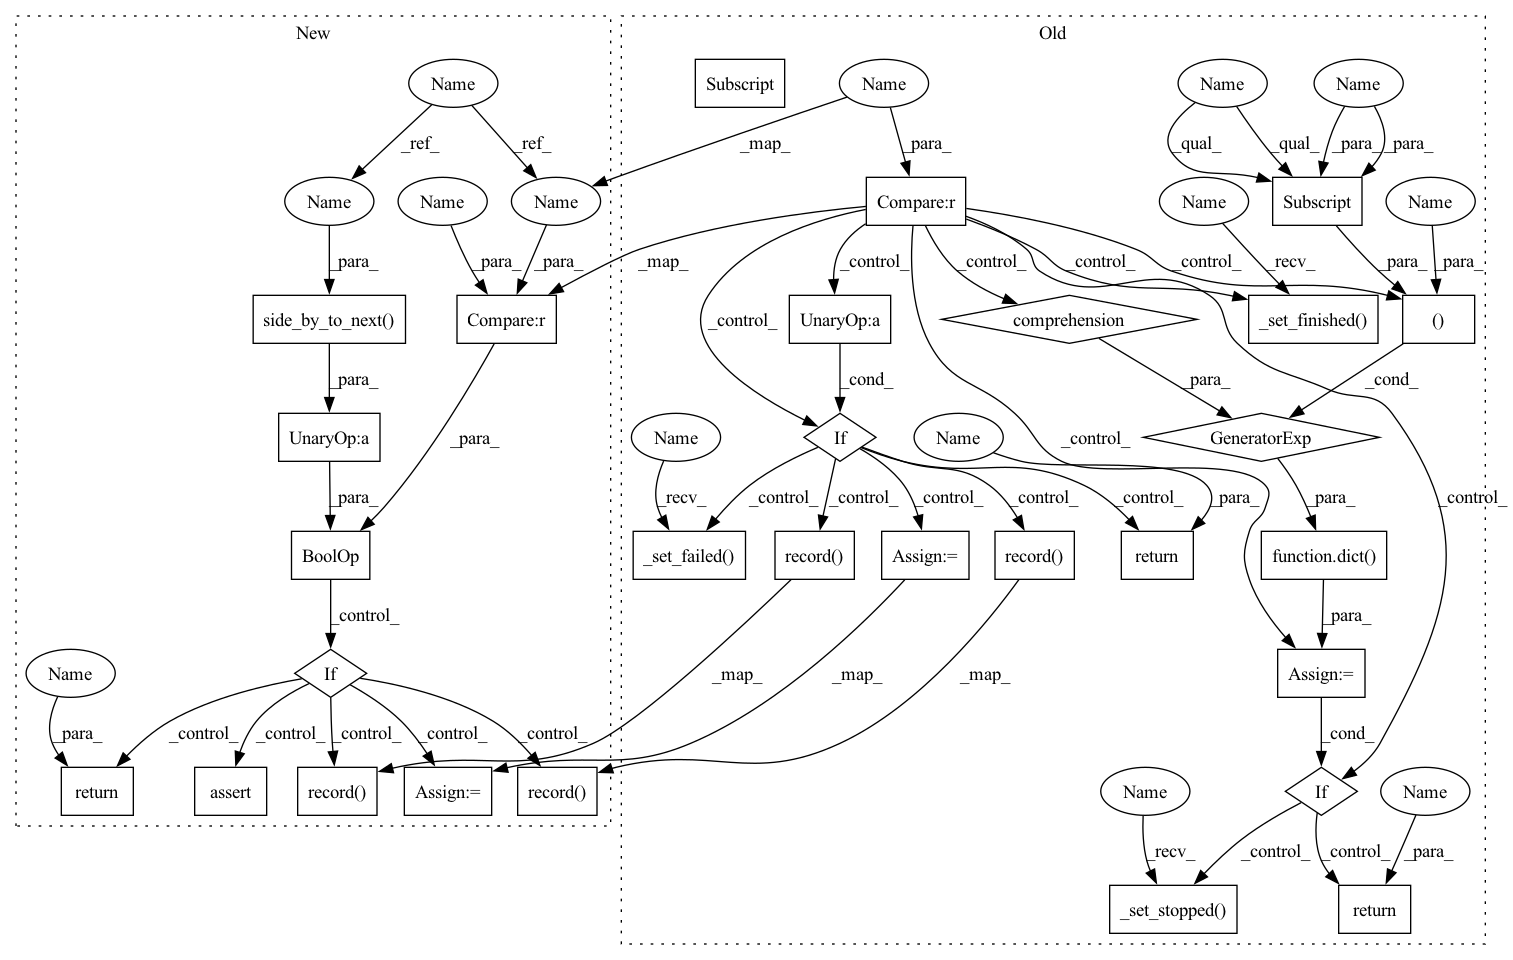 New
Old
Name
Subscript
Name
Name
Name
_ref_
_ref_
_map_
_para_
_qual_
_qual_
_para_
_para_
Name
Name
Name
Compare:r
Name
Subscript
Name
_para_
_para_
_para_
_map_
_control_
_control_
_control_
_recv_
_control_
_para_
_para_
side_by_to_next()
Compare:r
_control_
UnaryOp:a
comprehension
_set_finished()
()
_para_
_cond_
_para_
_cond_
UnaryOp:a
_para_
Name
If
Name
_control_
GeneratorExp
_para_
_recv_
_control_
_control_
_control_
_control_
_control_
_para_
_para_
_control_
BoolOp
_set_failed()
record()
Assign:=
record()
return
function.dict()
_control_
_para_
Name
If
Assign:=
_map_
_map_
_map_
_para_
_control_
_control_
_control_
_control_
_control_
_cond_
return
assert
record()
Assign:=
record()
Name
If
Name
_recv_
_control_
_control_
_para_
_set_stopped()
return